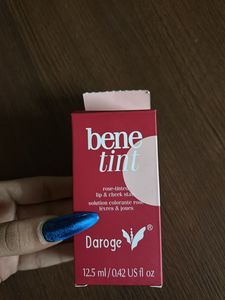 bene
tint
rose-tinted
lip & cheek stain
solution colorante rose
lèvres & joues
Daroge
12.5 ml / 0.42 US fl oz